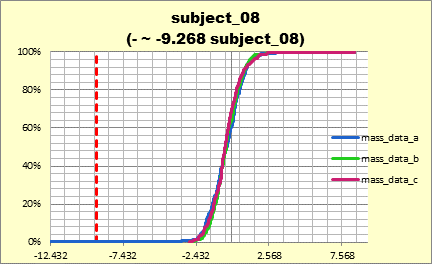 subject_08
(- ~ -9.268 subject_08)
100%
80%
60%
40%
20%
0%
mass_data_a
mass_data_b
mass_data_c
-12.432 -7.432 -2.432 2.568 7.568